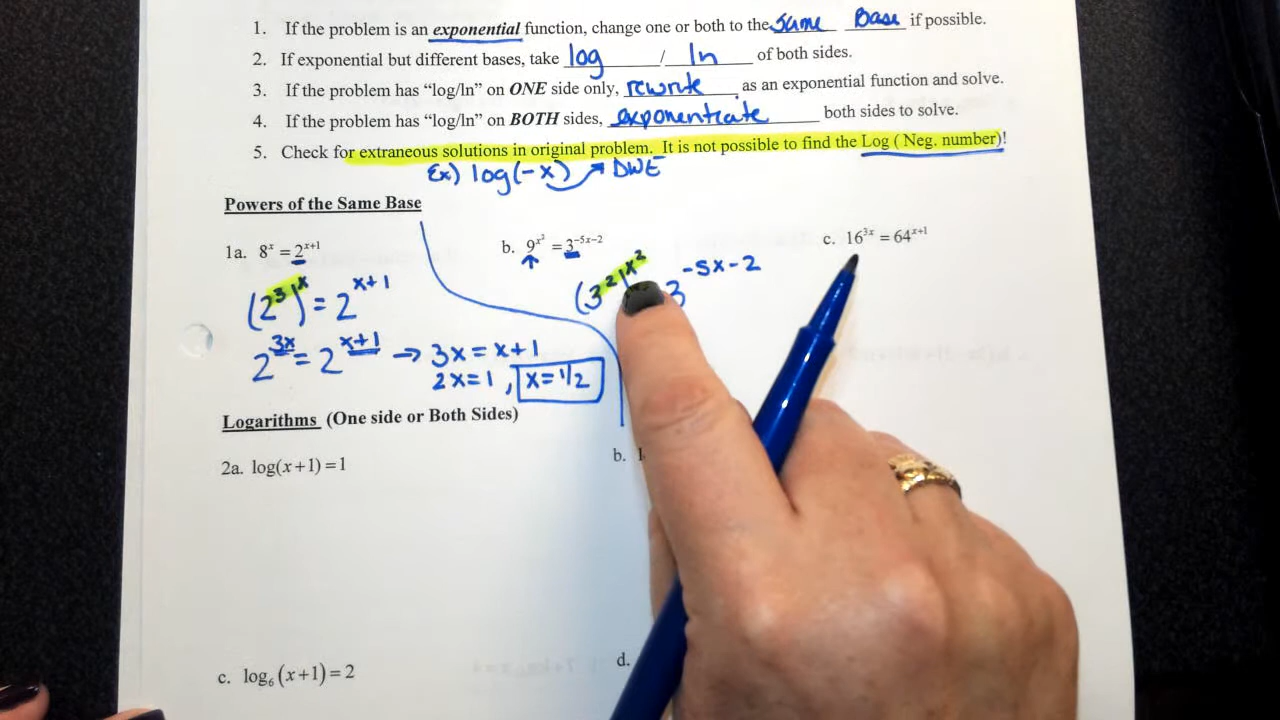 1. If the problem is an exponential function, change one or both to the same Base if possible.
2. If exponential but different bases, take log / ln of both sides.
3. If the problem has “log/ln” on ONE side only, rewrite as an exponential function and solve.
4. If the problem has “log/ln” on BOTH sides, exponentiate both sides to solve.
5. Check for extraneous solutions in original problem. It is not possible to find the Log ( Neg. number)!
Ex) log(-x) → DWE
Powers of the Same Base
1a. 8^x = 2^{x+1}
(2^3)^x = 2^{x+1}
2^{3x} = 2^{x+1} → 3x = x+1
2x=1, x=1/2
b. 9^{x^2} = 3^{-5x-2}
(3^2)^{x^2} 3^{-5x-2}
c. 16^{3x} = 64^{x+1}
Logarithms (One side or Both Sides)
2a. log(x+1)=1
b.
c. log₆(x+1)=2
d.